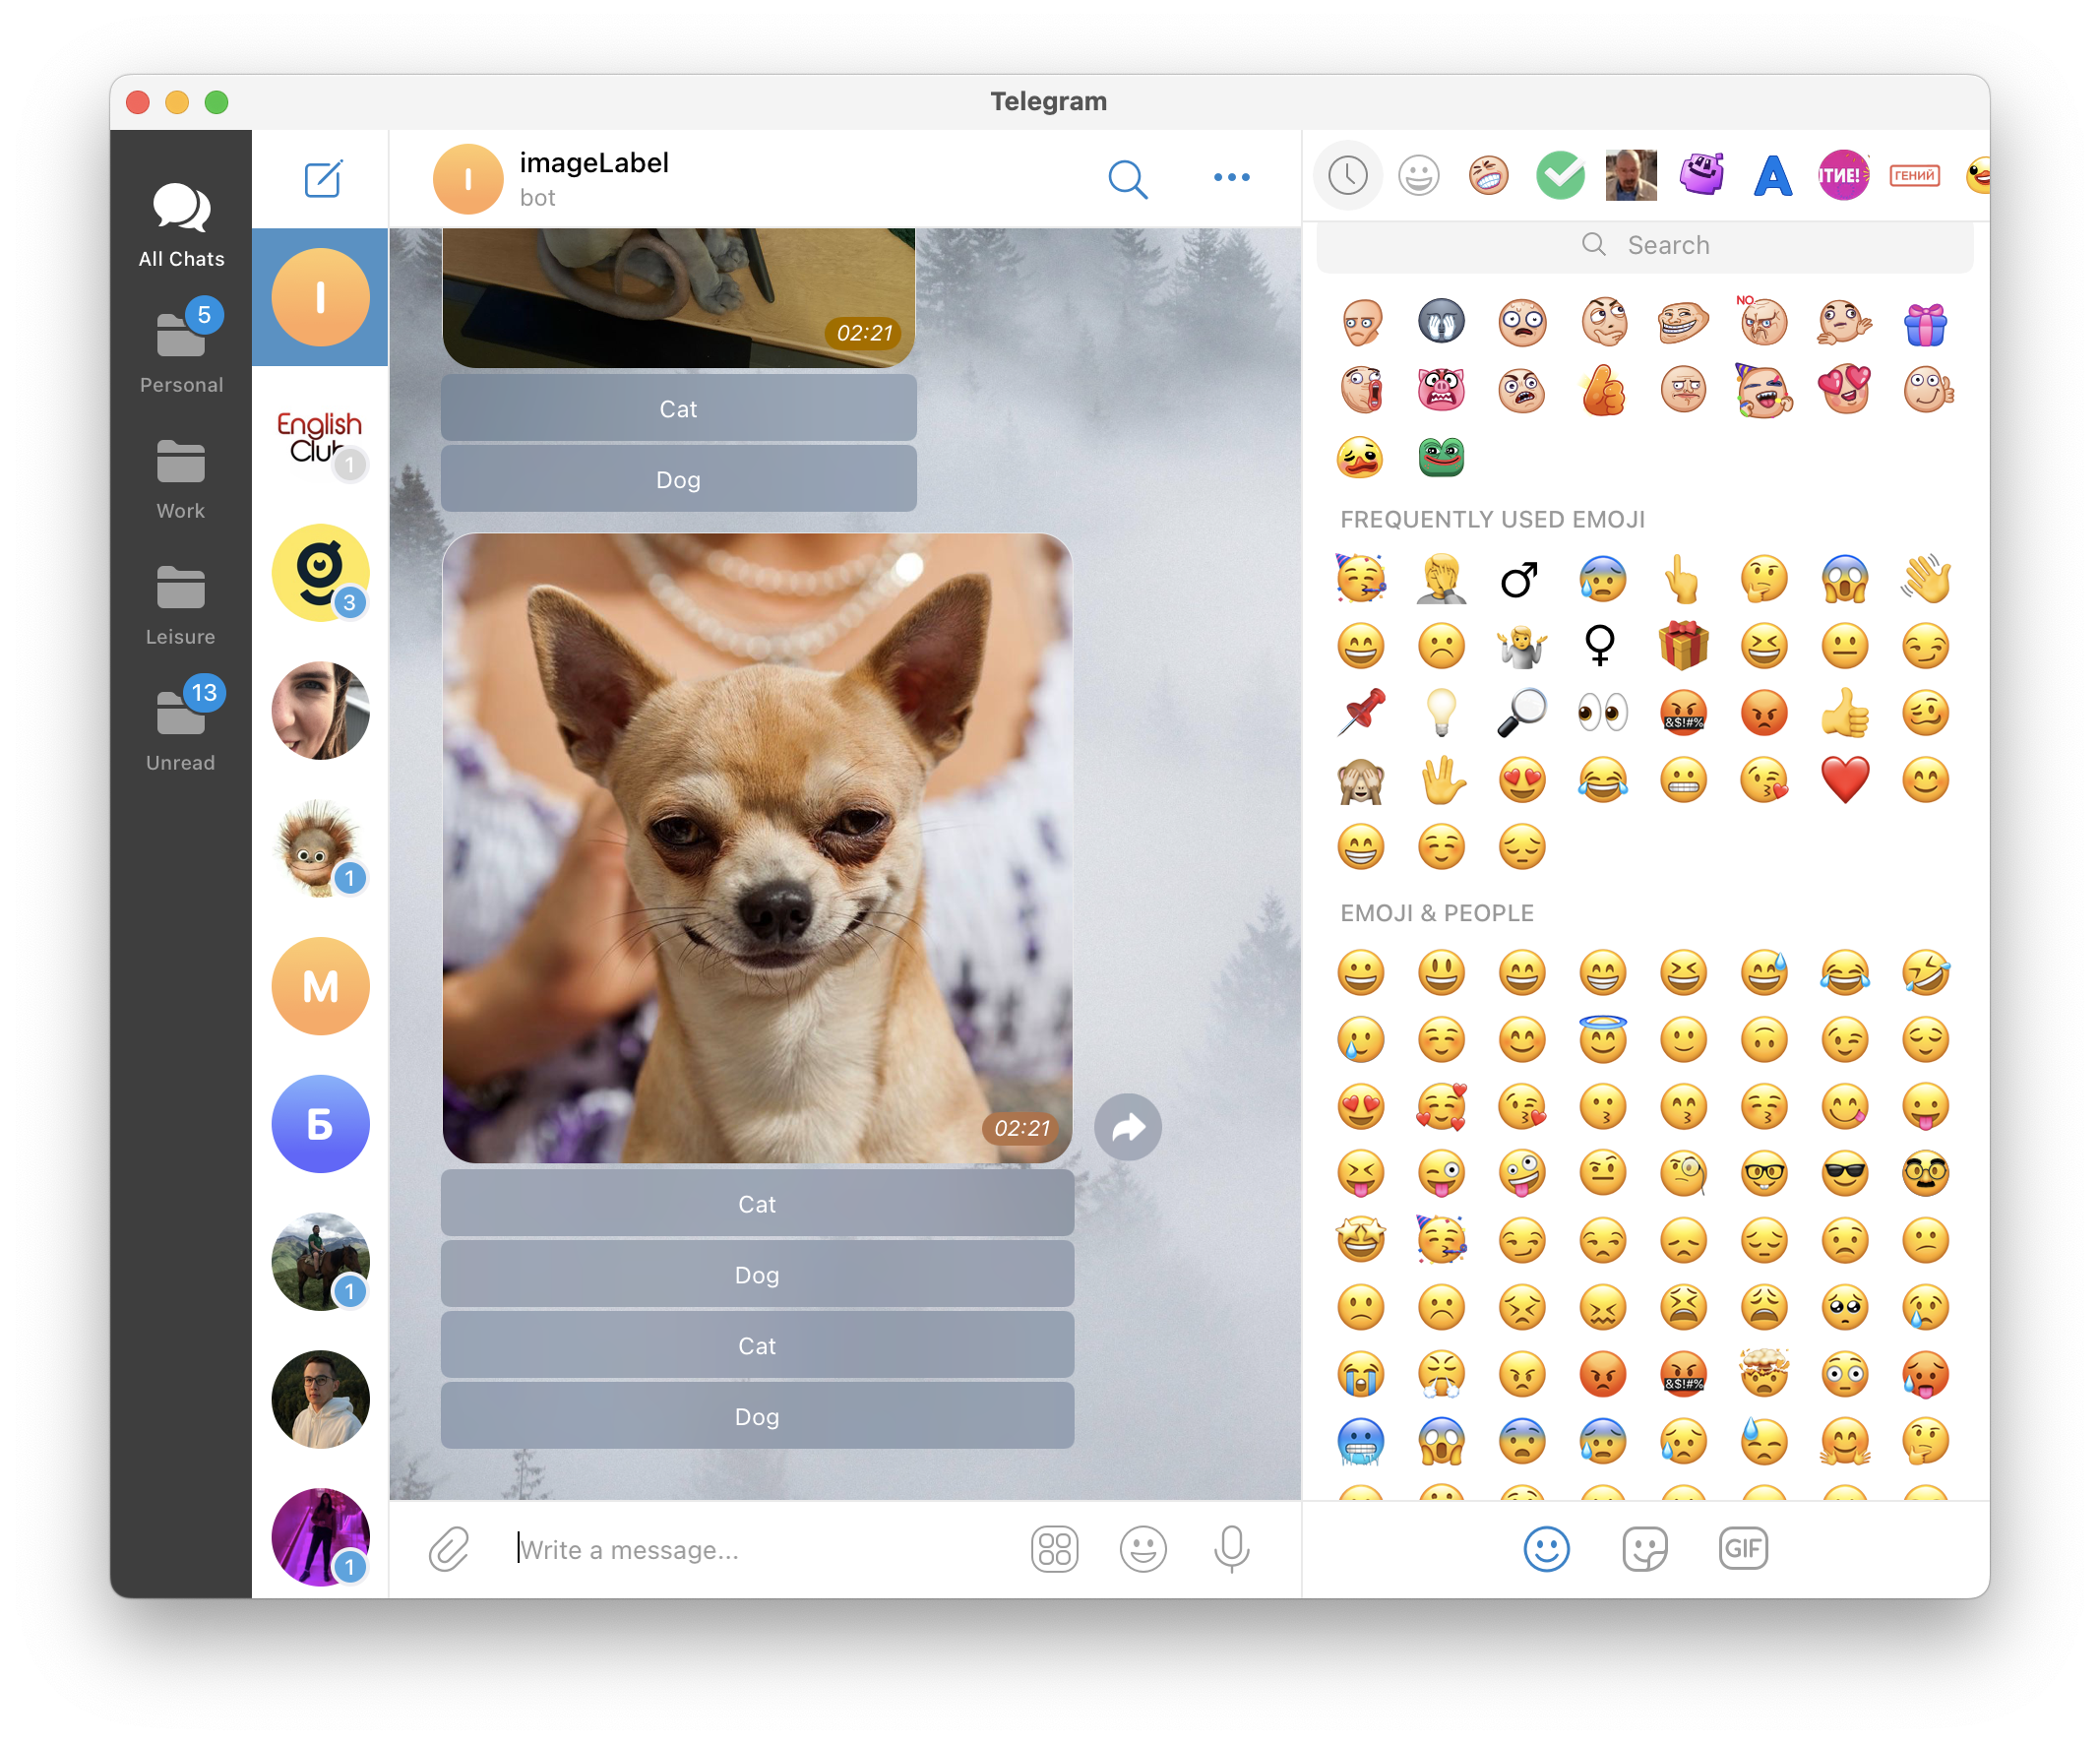 Telegram
All Chats
5
Personal
Work
Leisure
13
Unread
English
Club
1
3
1
M
Б
1
1
I
I
imageLabel
bot
02:21
Cat
Dog
02:21
Cat
Dog
Cat
Dog
Write a message...
ТИЕ!
ГЕНИЙ
Search
NO
FREQUENTLY USED EMOJI
&$!#%
EMOJI & PEOPLE
&$!#%
GIF